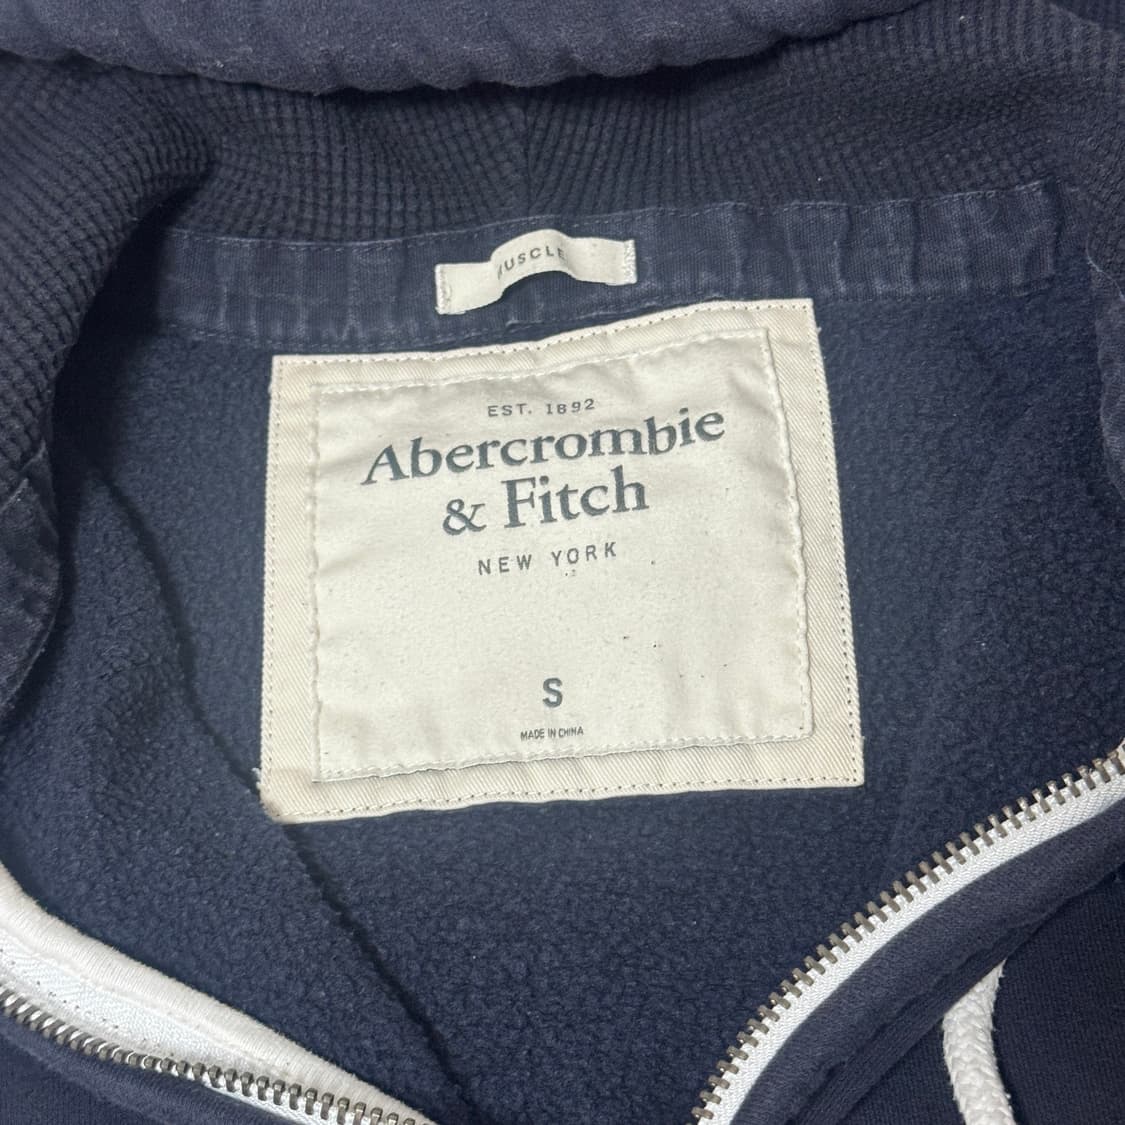 MUSCLE
EST. 1892
Abercrombie
& Fitch
NEW YORK
S
MADE IN CHINA